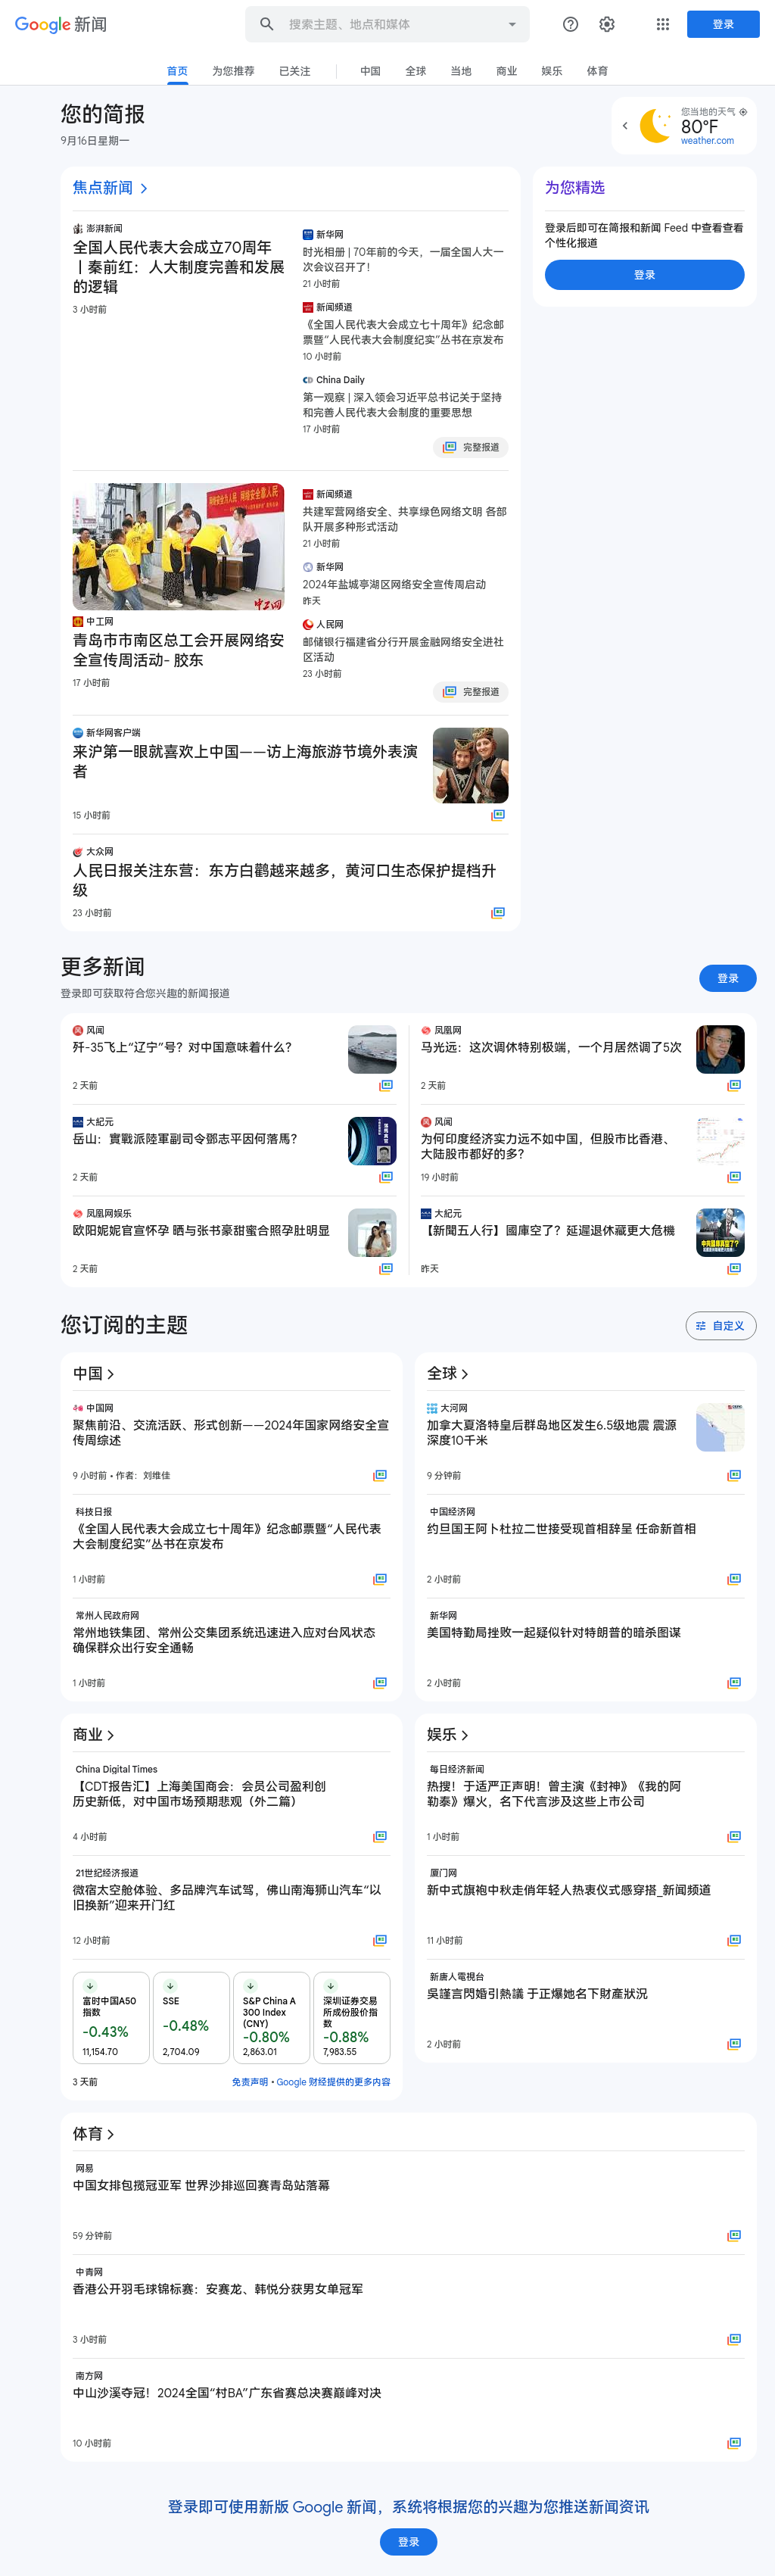 Google 新闻
搜索主题、地点和媒体
登录
首页
为您推荐
已关注
中国
全球
当地
商业
娱乐
体育
您的简报
9月16日星期一
您当地的天气
80°F
weather.com
焦点新闻
澎湃新闻
全国人民代表大会成立70周年
丨秦前红：人大制度完善和发展
的逻辑
3 小时前
新华网
时光相册 | 70年前的今天，一届全国人大一
次会议召开了！
21 小时前
新闻频道
《全国人民代表大会成立七十周年》纪念邮
票暨“人民代表大会制度纪实”丛书在京发布
10 小时前
China Daily
第一观察 | 深入领会习近平总书记关于坚持
和完善人民代表大会制度的重要思想
17 小时前
完整报道
为您精选
登录后即可在简报和新闻 Feed 中查看查看
个性化报道
登录
网络安全为人民 网络安全靠人民
中工网
中工网
青岛市市南区总工会开展网络安
全宣传周活动- 胶东
17 小时前
新闻频道
共建军营网络安全、共享绿色网络文明 各部
队开展多种形式活动
21 小时前
新华网
2024年盐城亭湖区网络安全宣传周启动
昨天
人民网
邮储银行福建省分行开展金融网络安全进社
区活动
23 小时前
完整报道
新华网客户端
来沪第一眼就喜欢上中国——访上海旅游节境外表演
者
15 小时前
大众网
人民日报关注东营：东方白鹳越来越多，黄河口生态保护提档升
级
23 小时前
更多新闻
登录即可获取符合您兴趣的新闻报道
登录
风闻
歼-35飞上“辽宁”号？对中国意味着什么？
2 天前
凤凰网
马光远：这次调休特别极端，一个月居然调了5次
2 天前
大紀元
岳山：實戰派陸軍副司令鄧志平因何落馬？
2 天前
风闻
为何印度经济实力远不如中国，但股市比香港、
大陆股市都好的多？
19 小时前
凤凰网娱乐
欧阳妮妮官宣怀孕 晒与张书豪甜蜜合照孕肚明显
2 天前
大紀元
【新聞五人行】國庫空了？延遲退休藏更大危機
昨天
您订阅的主题
自定义
中国
中国网
聚焦前沿、交流活跃、形式创新——2024年国家网络安全宣
传周综述
9 小时前 • 作者：刘维佳
科技日报
《全国人民代表大会成立七十周年》纪念邮票暨“人民代表
大会制度纪实”丛书在京发布
1 小时前
常州人民政府网
常州地铁集团、常州公交集团系统迅速进入应对台风状态
确保群众出行安全通畅
1 小时前
全球
大河网
加拿大夏洛特皇后群岛地区发生6.5级地震 震源
深度10千米
9 分钟前
中国经济网
约旦国王阿卜杜拉二世接受现首相辞呈 任命新首相
2 小时前
新华网
美国特勤局挫败一起疑似针对特朗普的暗杀图谋
2 小时前
商业
China Digital Times
【CDT报告汇】上海美国商会：会员公司盈利创
历史新低，对中国市场预期悲观（外二篇）
4 小时前
21世纪经济报道
微宿太空舱体验、多品牌汽车试驾，佛山南海狮山汽车“以
旧换新”迎来开门红
12 小时前
富时中国A50
指数
-0.43%
11,154.70
SSE
-0.48%
2,704.09
S&P China A
300 Index
(CNY)
-0.80%
2,863.01
深圳证券交易
所成份股价指
数
-0.88%
7,983.55
3 天前
免责声明 • Google 财经提供的更多内容
娱乐
每日经济新闻
热搜！于适严正声明！曾主演《封神》《我的阿
勒泰》爆火，名下代言涉及这些上市公司
1 小时前
厦门网
新中式旗袍中秋走俏年轻人热衷仪式感穿搭_新闻频道
11 小时前
新唐人電視台
吳謹言閃婚引熱議 于正爆她名下財產狀況
2 小时前
体育
网易
中国女排包揽冠亚军 世界沙排巡回赛青岛站落幕
59 分钟前
中青网
香港公开羽毛球锦标赛：安赛龙、韩悦分获男女单冠军
3 小时前
南方网
中山沙溪夺冠！2024全国“村BA”广东省赛总决赛巅峰对决
10 小时前
登录即可使用新版 Google 新闻，系统将根据您的兴趣为您推送新闻资讯
登录